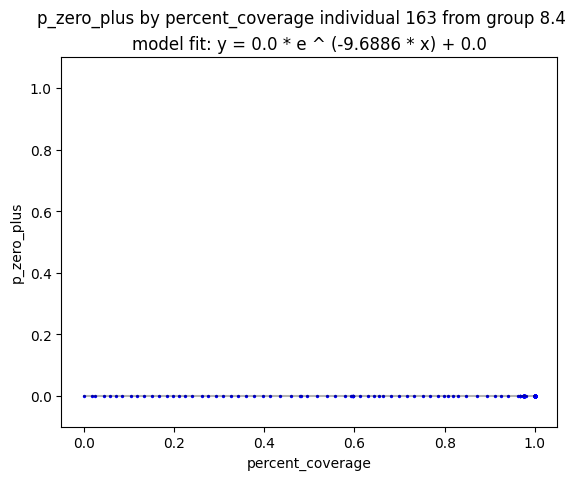 p_zero_plus by percent_coverage individual 163 from group 8.4
model fit: y = 0.0 * e ^ (-9.6886 * x) + 0.0
1.0
0.8
0.6
0.4
0.2
0.0
p_zero_plus
0.0 0.2 0.4 0.6 0.8 1.0
percent_coverage